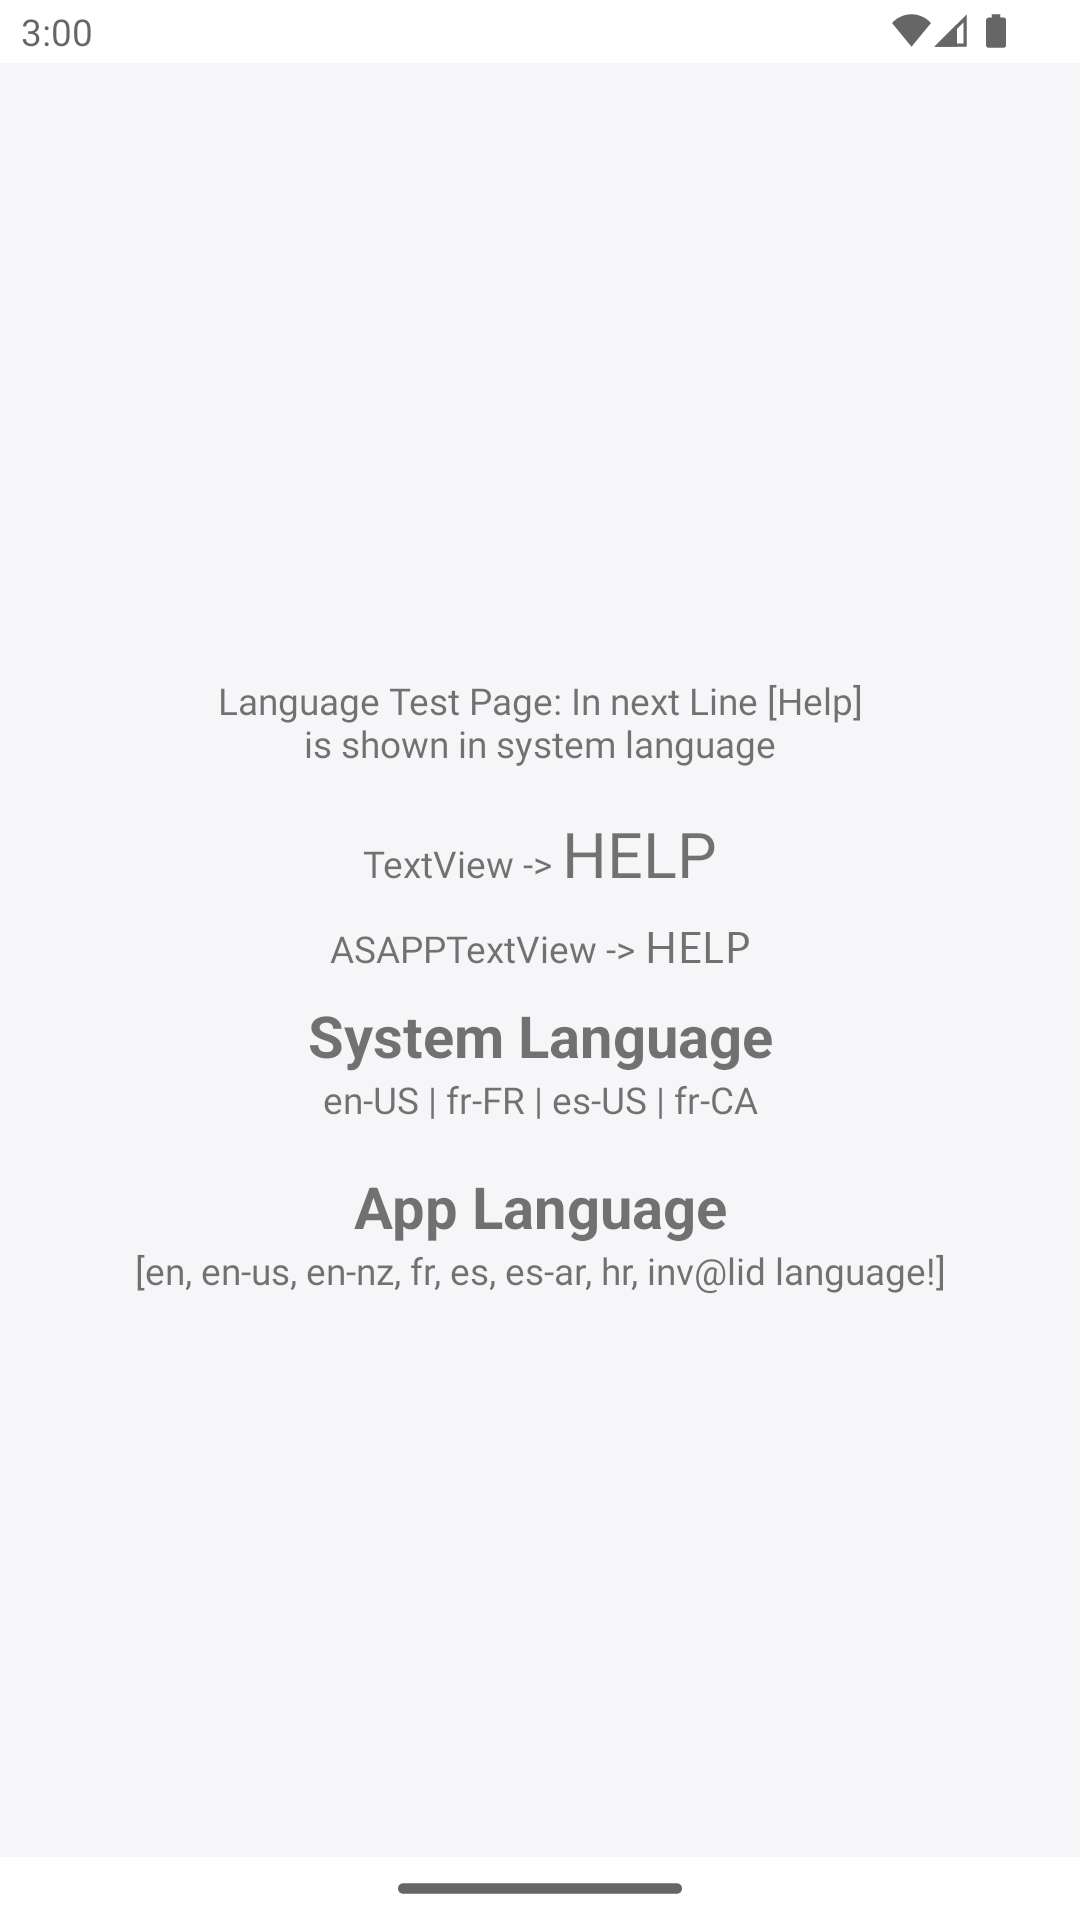 3:00
Language Test Page: In next Line [Help]
is shown in system language
TextView -> HELP
ASAPPTextView -> HELP
System Language
en-US | fr-FR | es-US | fr-CA
App Language
[en, en-us, en-nz, fr, es, es-ar, hr, inv@lid language!]